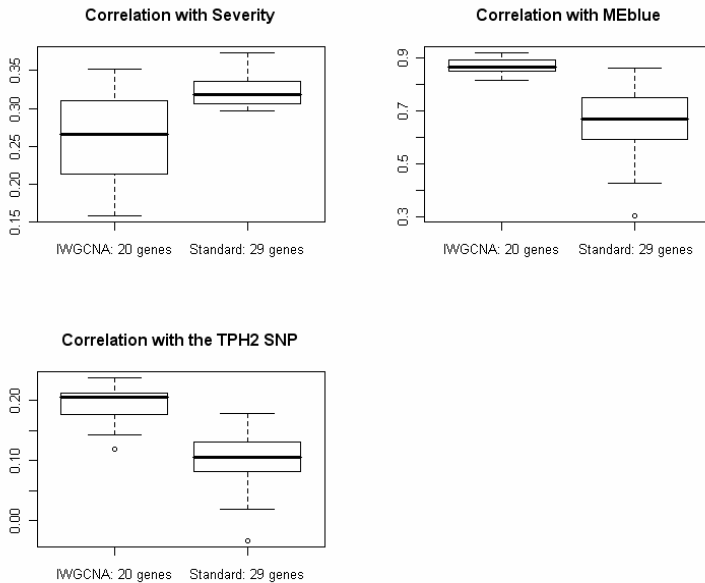 Correlation with Severity
0.35
0.30
0.25
0.20
0.15
IWGCNA: 20 genes Standard: 29 genes
Correlation with MEblue
0.9
0.7
0.5
0.3
IWGCNA: 20 genes Standard: 29 genes
Correlation with the TPH2 SNP
0.20
0.10
0.00
IWGCNA: 20 genes Standard: 29 genes